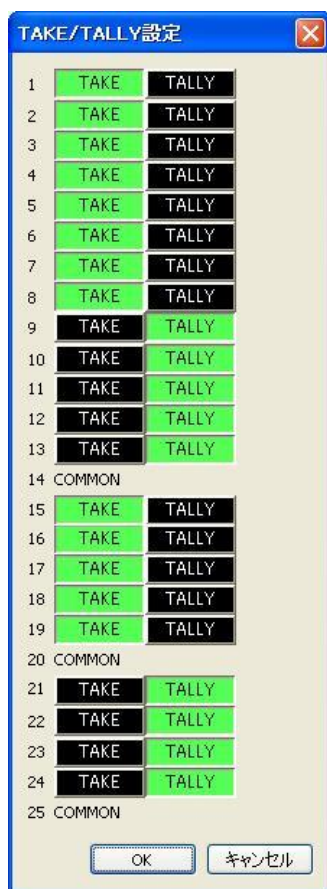 TAKE/TALLY設定
1 TAKE TALLY
2 TAKE TALLY
3 TAKE TALLY
4 TAKE TALLY
5 TAKE TALLY
6 TAKE TALLY
7 TAKE TALLY
8 TAKE TALLY
9 TAKE TALLY
10 TAKE TALLY
11 TAKE TALLY
12 TAKE TALLY
13 TAKE TALLY
14 COMMON
15 TAKE TALLY
16 TAKE TALLY
17 TAKE TALLY
18 TAKE TALLY
19 TAKE TALLY
20 COMMON
21 TAKE TALLY
22 TAKE TALLY
23 TAKE TALLY
24 TAKE TALLY
25 COMMON
OK キャンセル